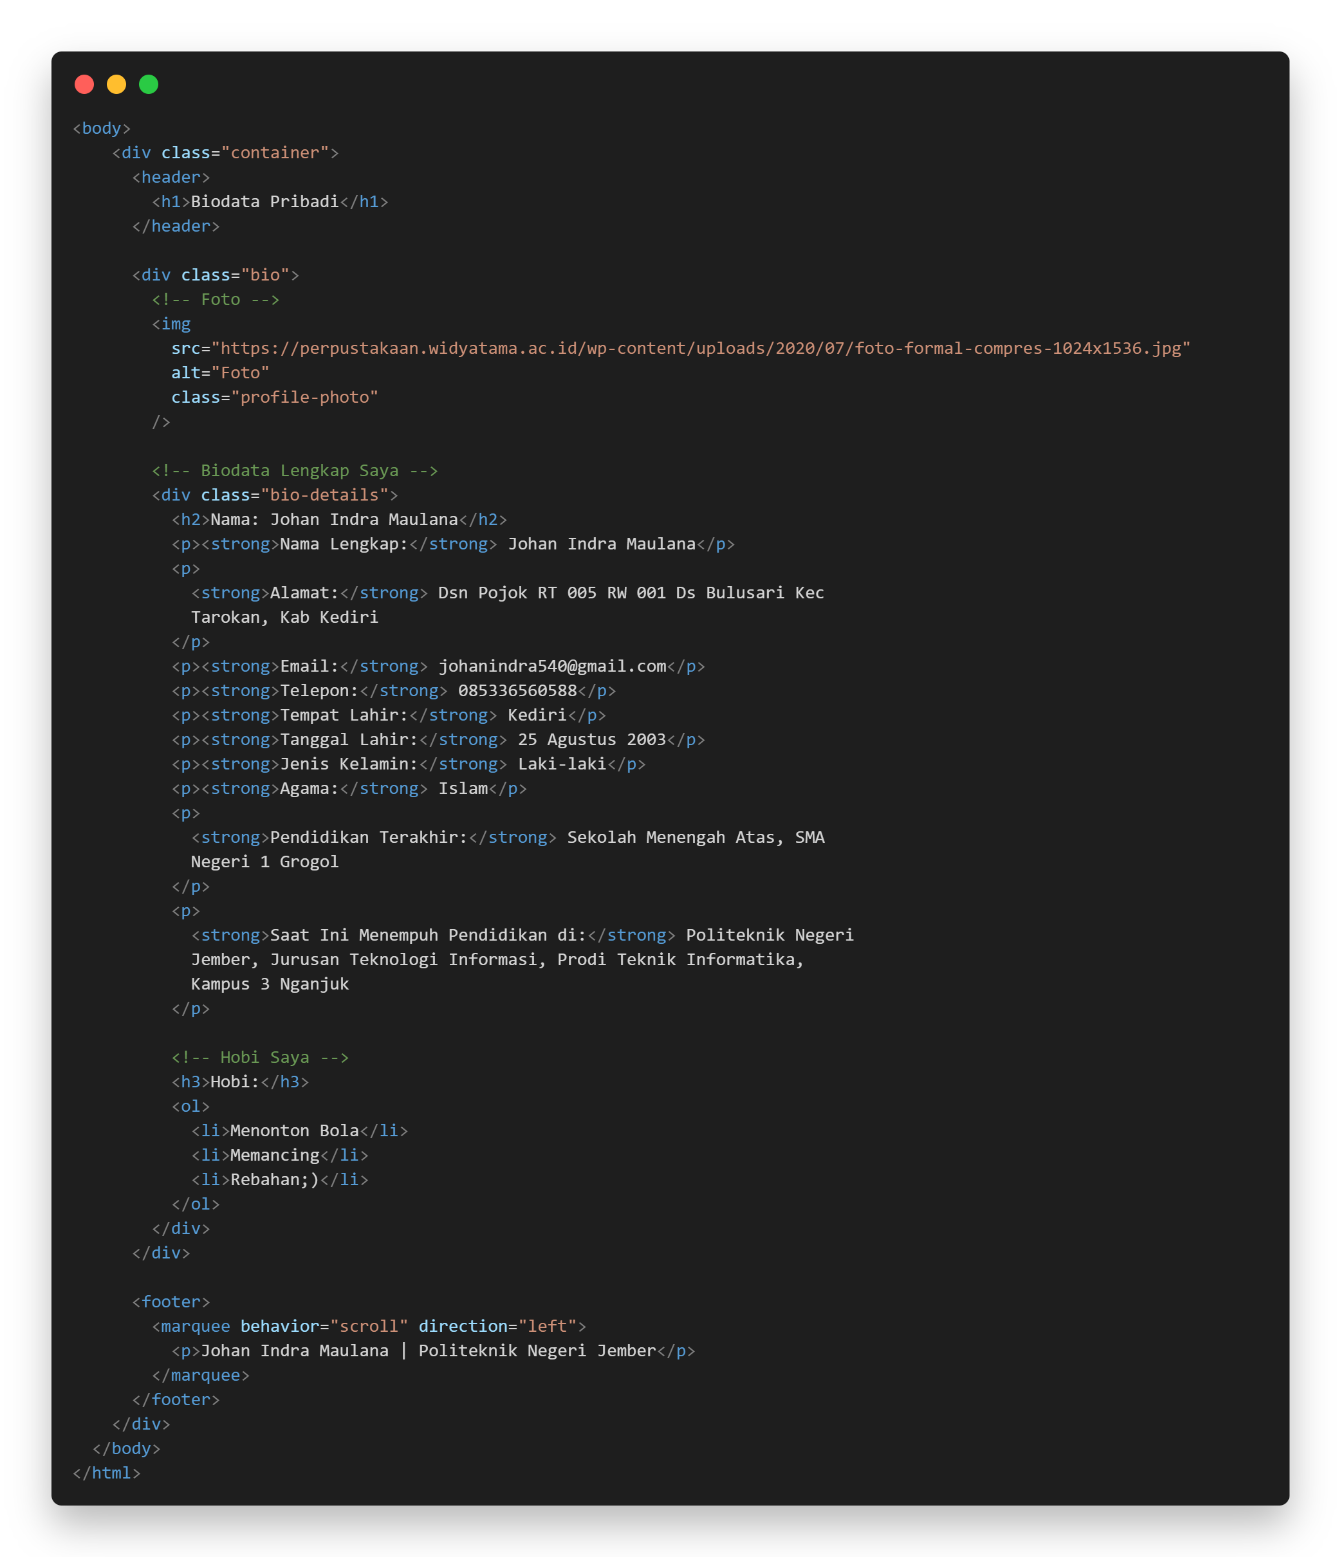 <body>
    <div class="container">
      <header>
        <h1>Biodata Pribadi</h1>
      </header>

      <div class="bio">
        <!-- Foto -->
        <img
          src="https://perpustakaan.widyatama.ac.id/wp-content/uploads/2020/07/foto-formal-compres-1024x1536.jpg"
          alt="Foto"
          class="profile-photo"
        />

        <!-- Biodata Lengkap Saya -->
        <div class="bio-details">
          <h2>Nama: Johan Indra Maulana</h2>
          <p><strong>Nama Lengkap:</strong> Johan Indra Maulana</p>
          <p>
            <strong>Alamat:</strong> Dsn Pojok RT 005 RW 001 Ds Bulusari Kec
            Tarokan, Kab Kediri
          </p>
          <p><strong>Email:</strong> johanindra540@gmail.com</p>
          <p><strong>Telepon:</strong> 085336560588</p>
          <p><strong>Tempat Lahir:</strong> Kediri</p>
          <p><strong>Tanggal Lahir:</strong> 25 Agustus 2003</p>
          <p><strong>Jenis Kelamin:</strong> Laki-laki</p>
          <p><strong>Agama:</strong> Islam</p>
          <p>
            <strong>Pendidikan Terakhir:</strong> Sekolah Menengah Atas, SMA
            Negeri 1 Grogol
          </p>
          <p>
            <strong>Saat Ini Menempuh Pendidikan di:</strong> Politeknik Negeri
            Jember, Jurusan Teknologi Informasi, Prodi Teknik Informatika,
            Kampus 3 Nganjuk
          </p>

          <!-- Hobi Saya -->
          <h3>Hobi:</h3>
          <ol>
            <li>Menonton Bola</li>
            <li>Memancing</li>
            <li>Rebahan;)</li>
          </ol>
        </div>
      </div>

      <footer>
        <marquee behavior="scroll" direction="left">
          <p>Johan Indra Maulana | Politeknik Negeri Jember</p>
        </marquee>
      </footer>
    </div>
  </body>
</html>